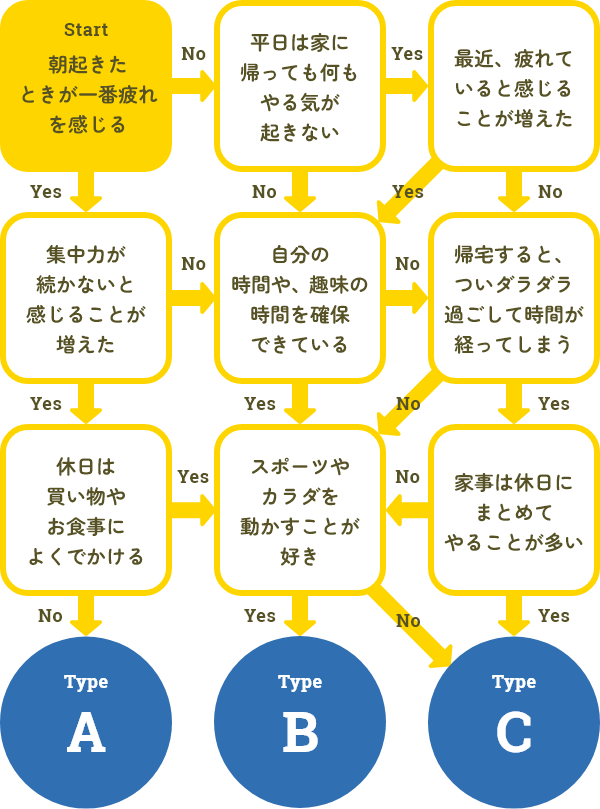 Start
朝起きた
ときが一番疲れ
を感じる
No
平日は家に
帰っても何も
やる気が
起きない
Yes
最近、疲れて
いると感じる
ことが増えた
Yes
No
Yes
No
集中力が
続かないと
感じることが
増えた
No
自分の
時間や、趣味の
時間を確保
できている
No
帰宅すると、
ついダラダラ
過ごして時間が
経ってしまう
Yes
Yes
No
Yes
休日は
買い物や
お食事に
よくでかける
Yes
スポーツや
カラダを
動かすことが
好き
No
家事は休日に
まとめて
やることが多い
No
Yes
No
Yes
Type
A
Type
B
Type
C